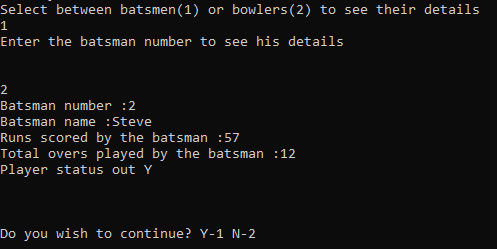 Select between batsmen(1) or bowlers(2) to see their details
1
Enter the batsman number to see his details
2
Batsman number :2
Batsman name :Steve
Runs scored by the batsman :57
Total overs played by the batsman :12
Player status out Y
Do you wish to continue? Y-1 N-2